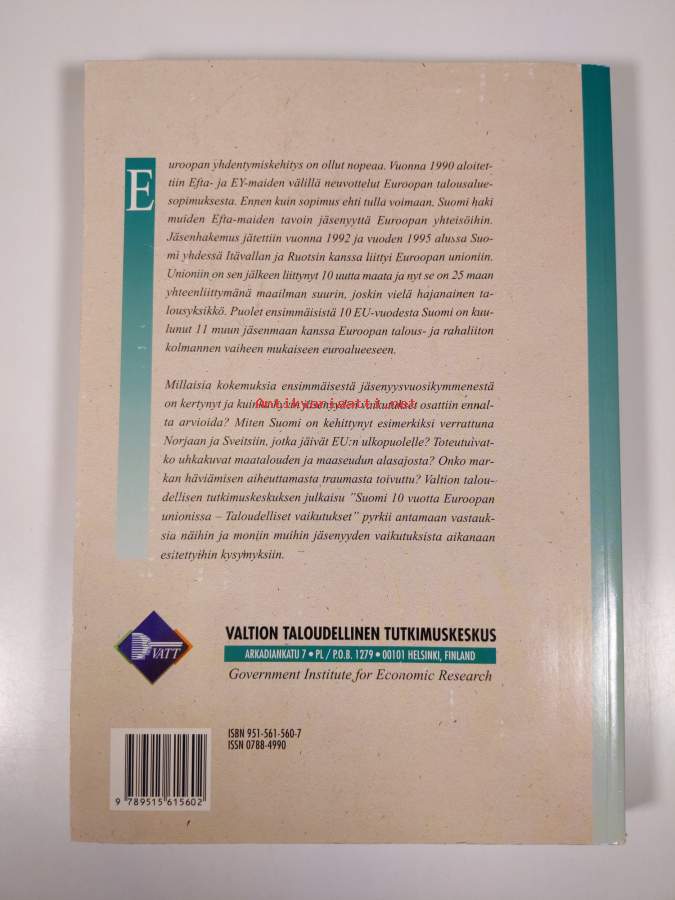 Euroopan yhdentymiskehitys on ollut nopeaa. Vuonna 1990 aloitet-
tiin Efta- ja EY-maiden välillä neuvottelut Euroopan talousalue-
sopimuksesta. Ennen kuin sopimus ehti tulla voimaan, Suomi haki
muiden Efta-maiden tavoin jäsenyyttä Euroopan yhteisöihin.
Jäsenhakemus jätettiin vuonna 1992 ja vuoden 1995 alussa Suo-
mi yhdessä Itävallan ja Ruotsin kanssa liittyi Euroopan unioniin.
Unioniin on sen jälkeen liittynyt 10 uutta maata ja nyt se on 25 maan
yhteenliittymänä maailman suurin, joskin vielä hajanainen ta-
lousyksikkö. Puolet ensimmäisistä 10 EU-vuodesta Suomi on kuu-
lunut 11 muun jäsenmaan kanssa Euroopan talous- ja rahaliiton
kolmannen vaiheen mukaiseen euroalueeseen.
Millaisia kokemuksia ensimmäisestä jäsenyysvuosikymmenestä
Antikvariaatti.net
on kertynyt ja kuinka hyvin jäsenyyden vaikutukset osattiin ennal-
ta arvioida? Miten Suomi on kehittynyt esimerkiksi verrattuna
Norjaan ja Sveitsiin, jotka jäivät EU:n ulkopuolelle? Toteutuivat-
ko uhkakuvat maatalouden ja maaseudun alasajosta? Onko mar-
kan häviämisen aiheuttamasta traumasta toivuttu? Valtion talou-
dellisen tutkimuskeskuksen julkaisu "Suomi 10 vuotta Euroopan
unionissa – Taloudelliset vaikutukset" pyrkii antamaan vastauk-
sia näihin ja moniin muihin jäsenyyden vaikutuksista aikanaan
esitettyihin kysymyksiin.
VATT
VALTION TALOUDELLINEN TUTKIMUSKESKUS
ARKADIANKATU 7 • PL / P.O.B. 1279 • 00101 HELSINKI, FINLAND
Government Institute for Economic Research
ISBN 951-561-560-7
ISSN 0788-4990
9 789515 615602